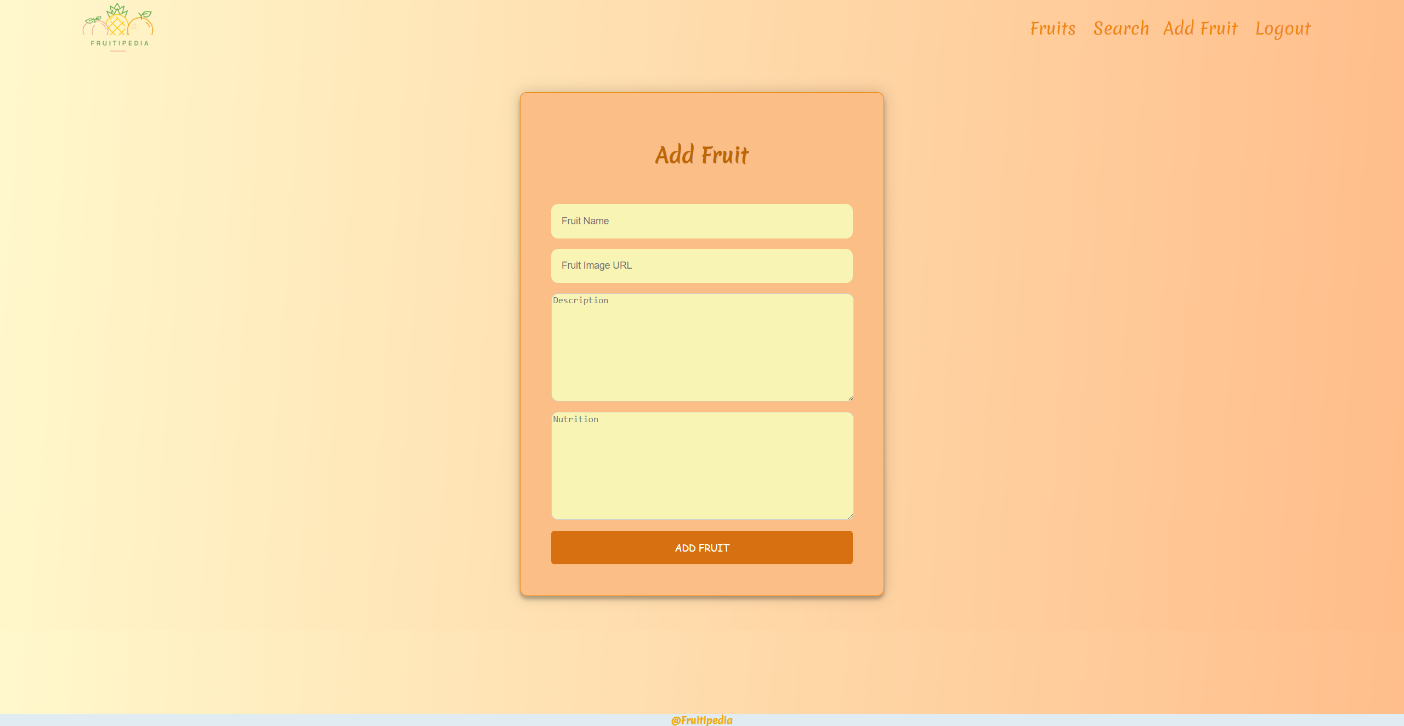 FRUITIPEDIA
Fruits Search Add Fruit Logout
Add Fruit
Fruit Name
Fruit Image URL
Description
Nutrition
ADD FRUIT
@Fruitipedia